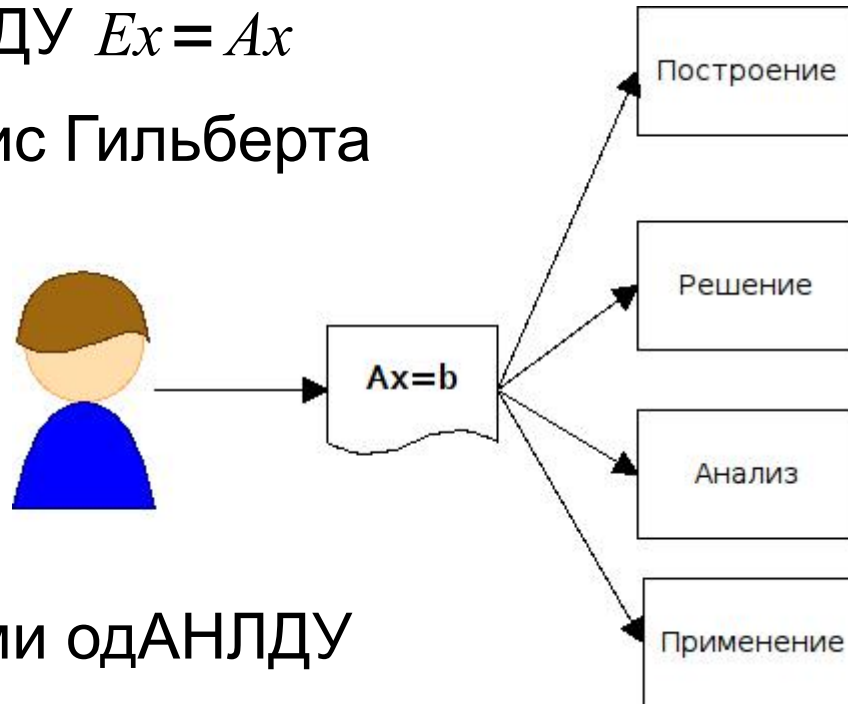 ДУ Ex = Ax
ис Гильберта
Ax=b
Построение
Решение
Анализ
Применение
ми одАНЛДУ